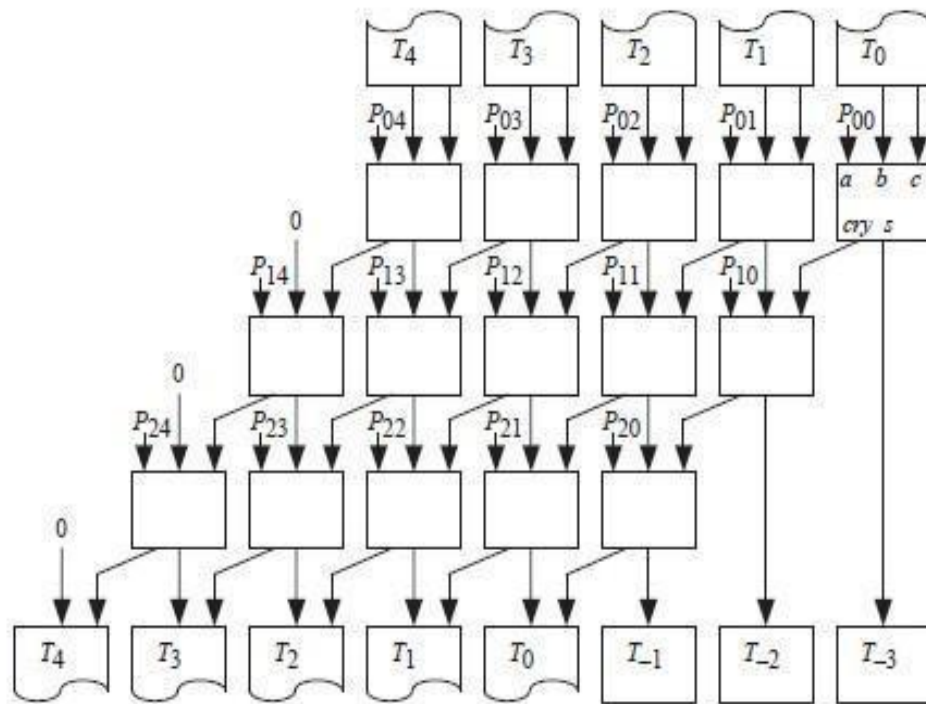 T4 T3 T2 T1 T0
P04 P03 P02 P01 P00
a b c
cry s
0
P14 P13 P12 P11 P10
0
P24 P23 P22 P21 P20
0
T4 T3 T2 T1 T0 T–1 T–2 T–3